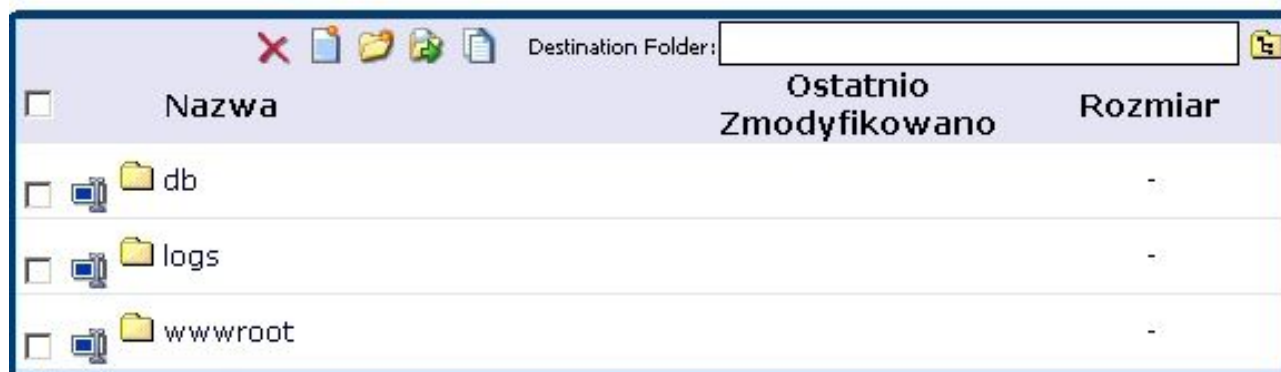 Destination Folder:
Nazwa
Ostatnio
Zmodyfikowano
Rozmiar
db
-
logs
-
wwwroot
-